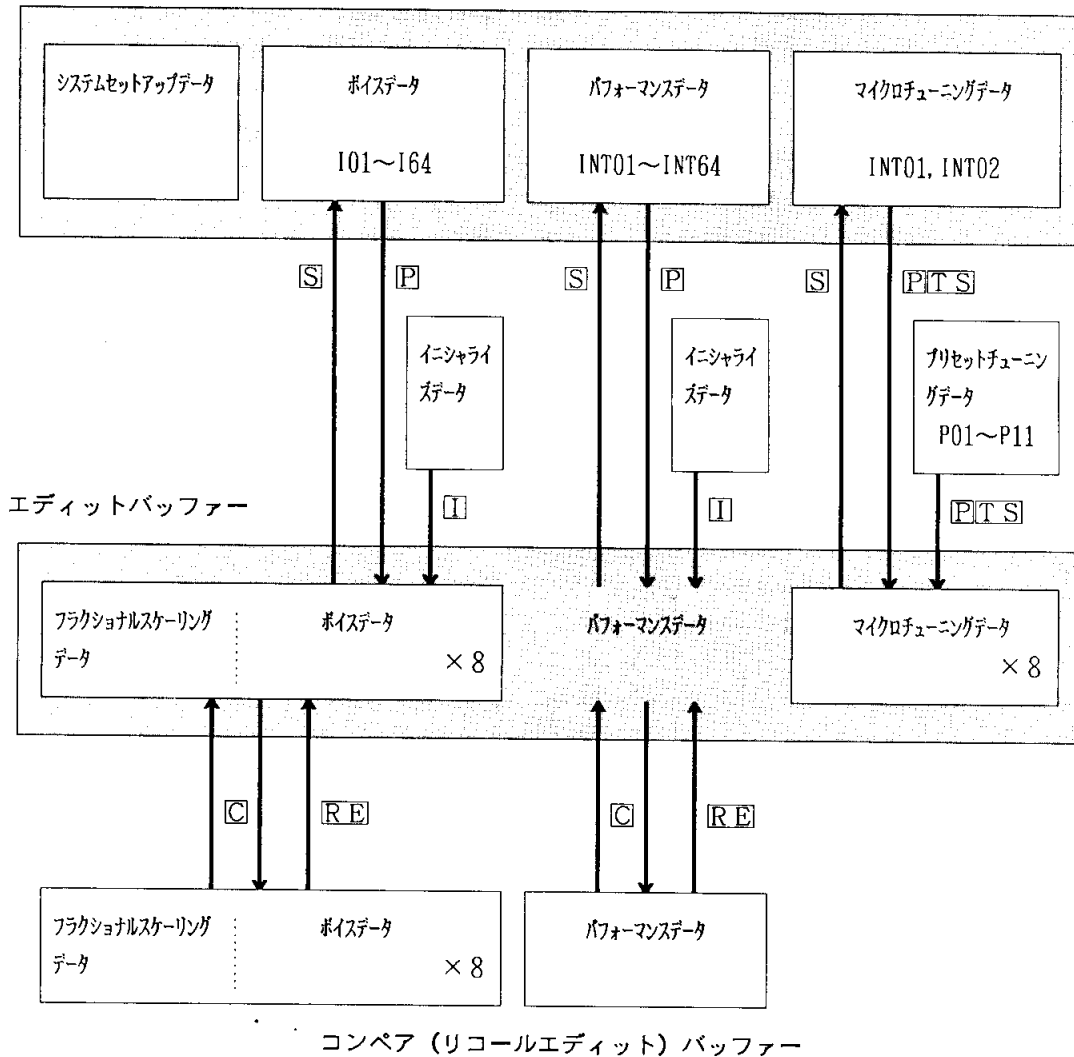 システムセットアップデータ
ボイスデータ
I01～I64
パフォーマンスデータ
INT01～INT64
マイクロチューニングデータ
INT01, INT02
S
P
S
P
S
PTS
イニシャライ
ズデータ
イニシャライ
ズデータ
プリセットチューニン
グデータ
P01～P11
I
I
PTS
エディットバッファー
フラクショナルスケーリング
データ
ボイスデータ
×8
パフォーマンスデータ
マイクロチューニングデータ
×8
C
RE
C
RE
フラクショナルスケーリング
データ
ボイスデータ
×8
パフォーマンスデータ
コンペア（リコールエディット）バッファー